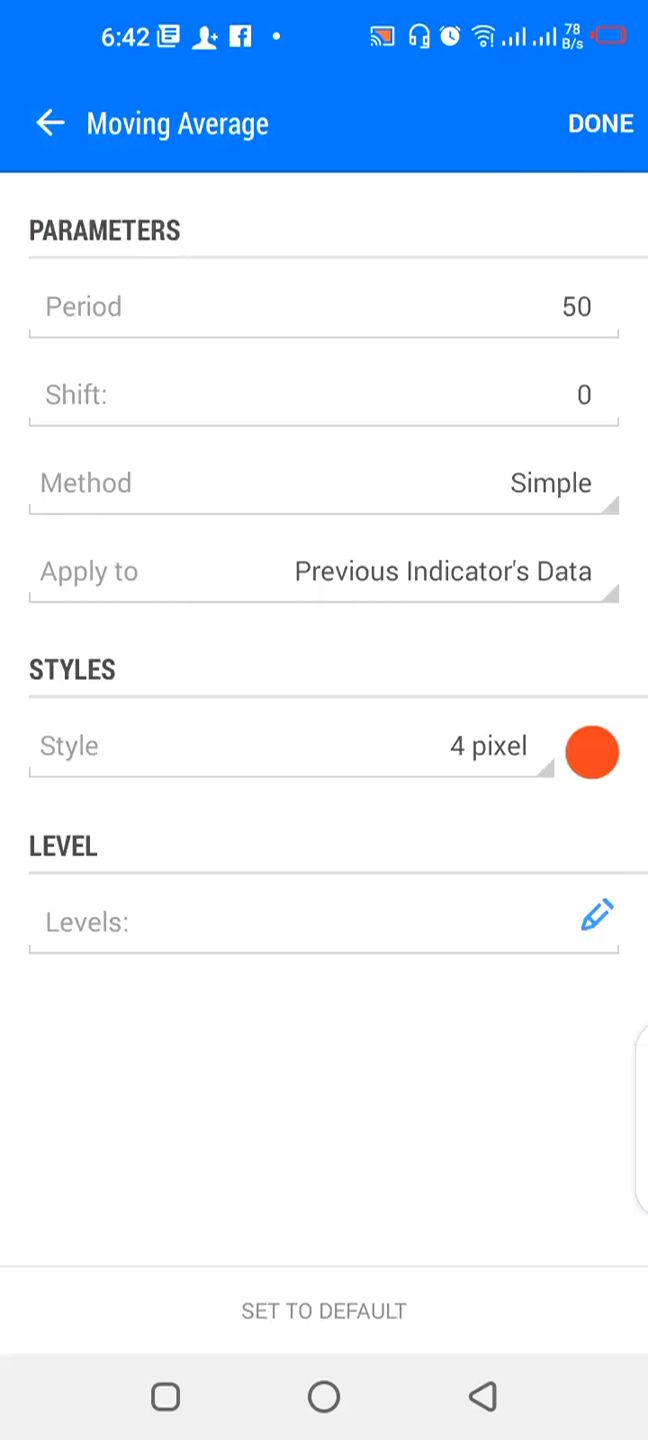 6:42 78 B/s
Moving Average DONE
PARAMETERS
Period 50
Shift: 0
Method Simple
Apply to Previous Indicator's Data
STYLES
Style 4 pixel
LEVEL
Levels:
SET TO DEFAULT